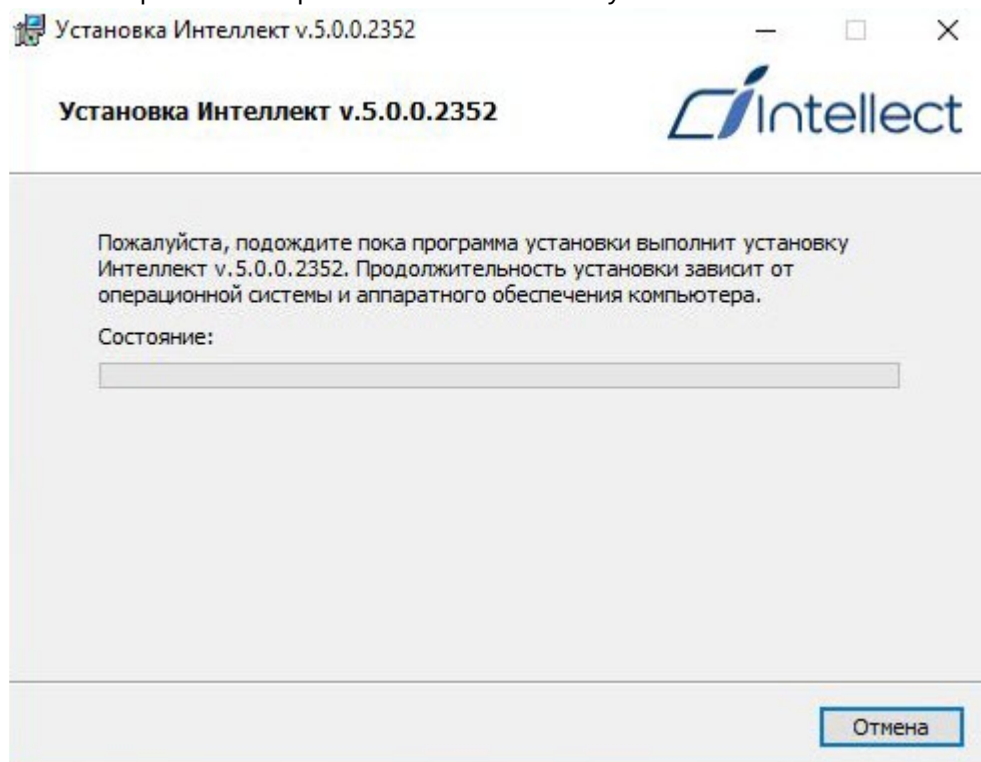 Установка Интеллект v.5.0.0.2352
Установка Интеллект v.5.0.0.2352
Intellect
Пожалуйста, подождите пока программа установки выполнит установку
Интеллект v.5.0.0.2352. Продолжительность установки зависит от
операционной системы и аппаратного обеспечения компьютера.
Состояние:
Отмена